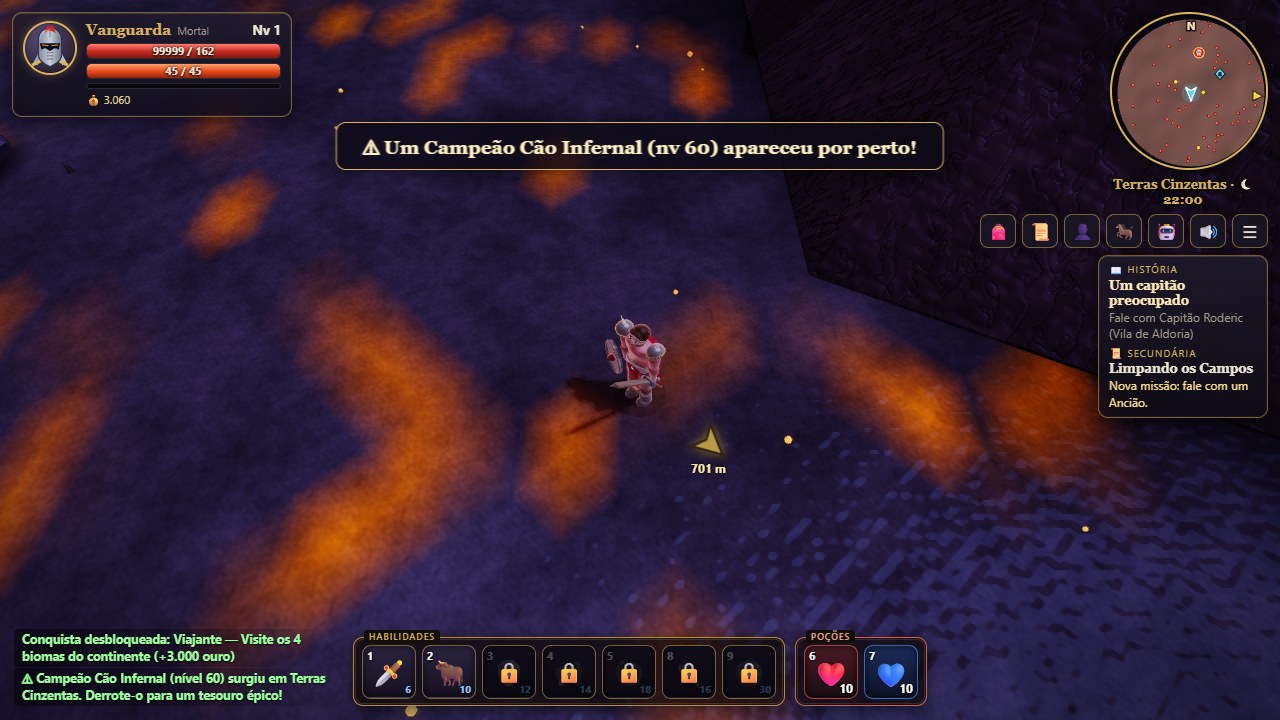 Vanguarda Mortal Nv 1
99999 / 162
45 / 45
3.060
⚠ Um Campeão Cão Infernal (nv 60) apareceu por perto!
N
Terras Cinzentas · ☾
22:00
HISTÓRIA
Um capitão
preocupado
Fale com Capitão Roderic
(Vila de Aldoria)
SECUNDÁRIA
Limpando os Campos
Nova missão: fale com um
Ancião.
701 m
Conquista desbloqueada: Viajante — Visite os 4
biomas do continente (+3.000 ouro)
⚠ Campeão Cão Infernal (nível 60) surgiu em Terras
Cinzentas. Derrote-o para um tesouro épico!
HABILIDADES
1 2 3 4 5 8 9
6 10 12 14 18 16 30
POÇÕES
6 7
10 10